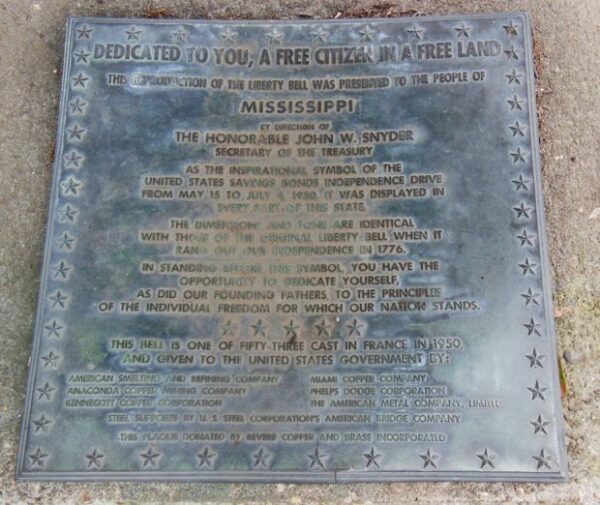 DEDICATED TO YOU, A FREE CITIZEN IN A FREE LAND
THIS REPRODUCTION OF THE LIBERTY BELL WAS PRESENTED TO THE PEOPLE OF
MISSISSIPPI
BY DIRECTION OF
THE HONORABLE JOHN W. SNYDER
SECRETARY OF THE TREASURY
AS THE INSPIRATIONAL SYMBOL OF THE
UNITED STATES SAVINGS BONDS INDEPENDENCE DRIVE
FROM MAY 15 TO JULY 4, 1950, IT WAS DISPLAYED IN
EVERY PART OF THIS STATE.
THE DIMENSIONS AND TONE ARE IDENTICAL
WITH THOSE OF THE ORIGINAL LIBERTY BELL WHEN IT
RANG OUT OUR INDEPENDENCE IN 1776.
IN STANDING BEFORE THIS SYMBOL, YOU HAVE THE
OPPORTUNITY TO DEDICATE YOURSELF,
AS DID OUR FOUNDING FATHERS, TO THE PRINCIPLES
OF THE INDIVIDUAL FREEDOM FOR WHICH OUR NATION STANDS.
THIS BELL IS ONE OF FIFTY-THREE CAST IN FRANCE IN 1950,
AND GIVEN TO THE UNITED STATES GOVERNMENT BY:
AMERICAN SMELTING AND REFINING COMPANY MIAMI COPPER COMPANY
ANACONDA COPPER MINING COMPANY PHELPS DODGE CORPORATION
KENNECOTT COPPER CORPORATION THE AMERICAN METAL COMPANY, LIMITED
STEEL SUPPORTS BY U. S. STEEL CORPORATION'S AMERICAN BRIDGE COMPANY
THIS PLAQUE DONATED BY REVERE COPPER AND BRASS INCORPORATED